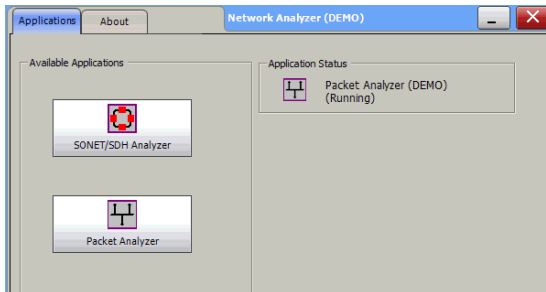 Applications
About
Network Analyzer (DEMO)
Available Applications
SONET/SDH Analyzer
Packet Analyzer
Application Status
Packet Analyzer (DEMO)
(Running)